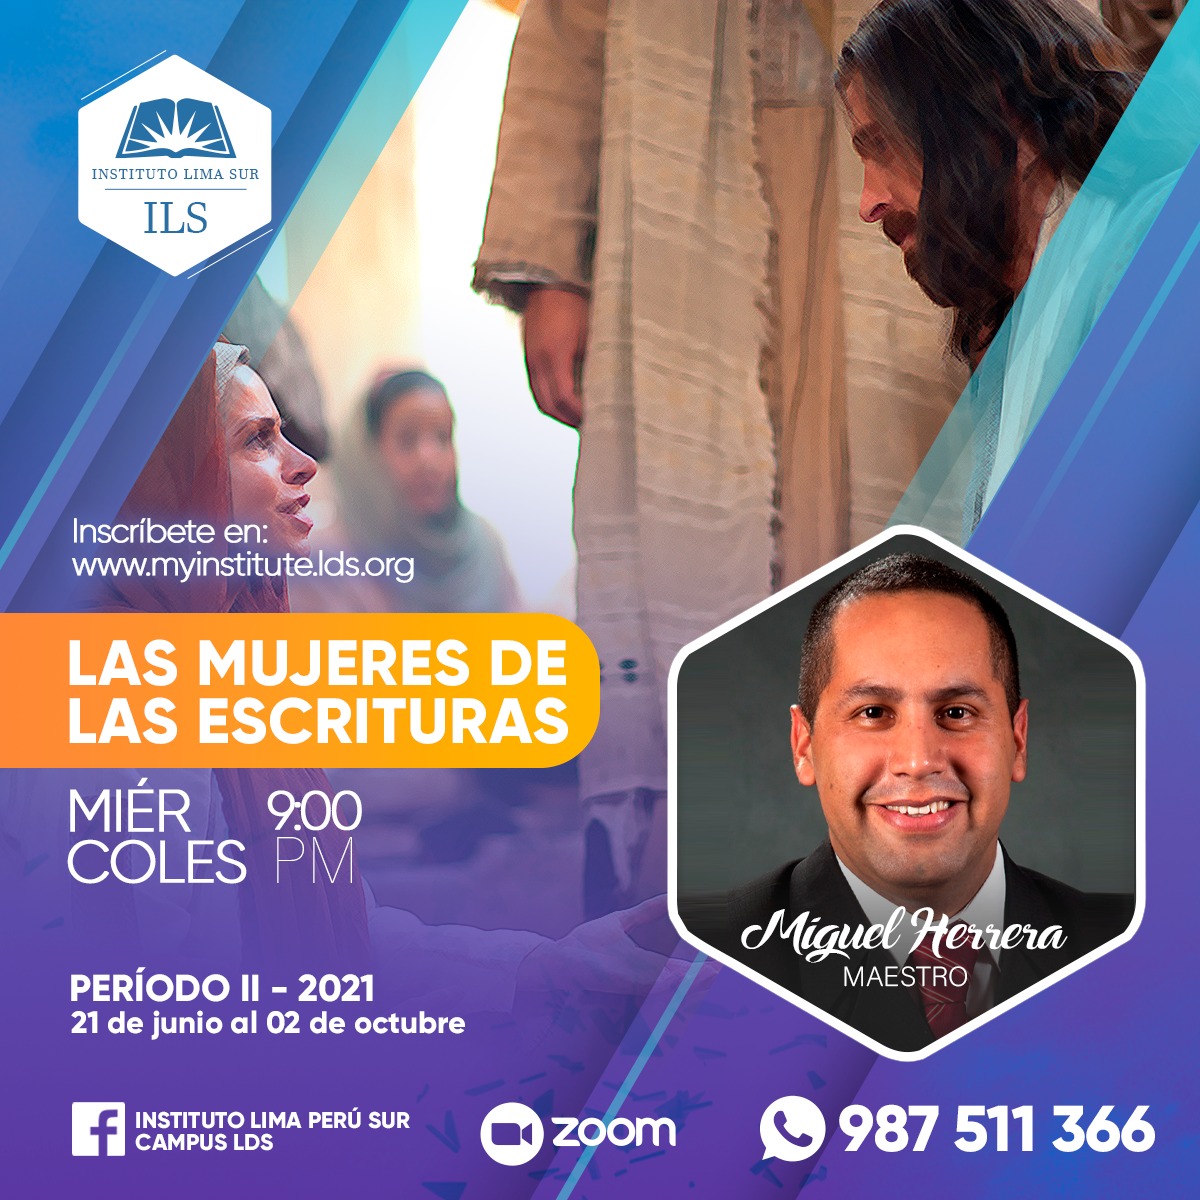 INSTITUTO LIMA SUR
ILS
Inscríbete en:
www.myinstitute.lds.org
LAS MUJERES DE
LAS ESCRITURAS
MIÉR
COLES
9:00
PM
Miguel Herrera
MAESTRO
PERÍODO II - 2021
21 de junio al 02 de octubre
INSTITUTO LIMA PERÚ SUR
CAMPUS LDS
zoom
987 511 366